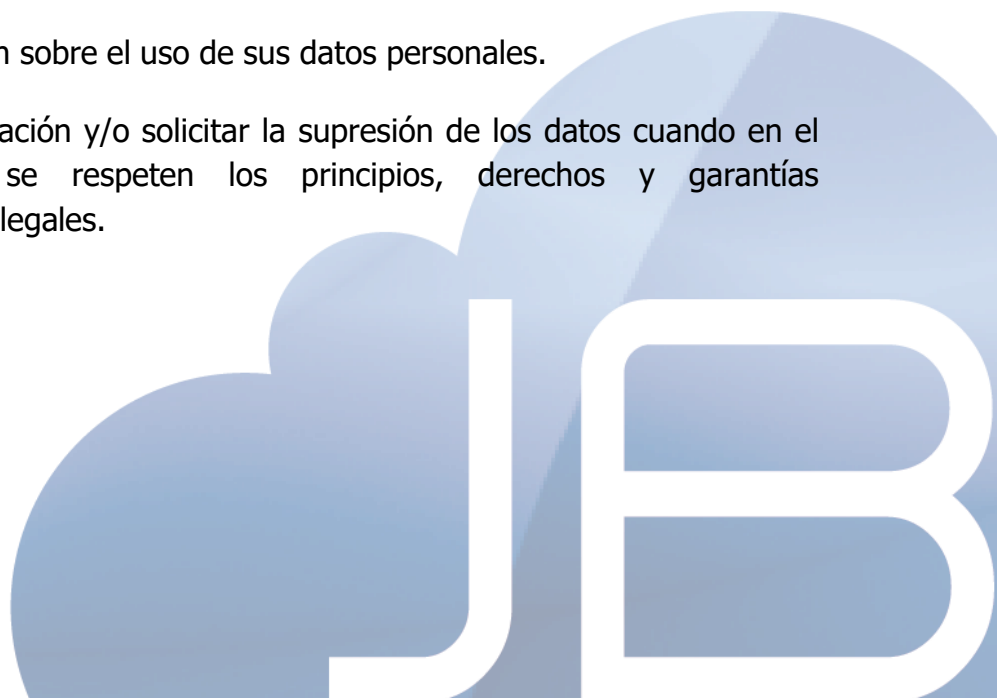 sobre el uso de sus datos personales.
y/o solicitar la supresión de los datos cuando en el
se respeten los principios, derechos y garantías
legales.
JB